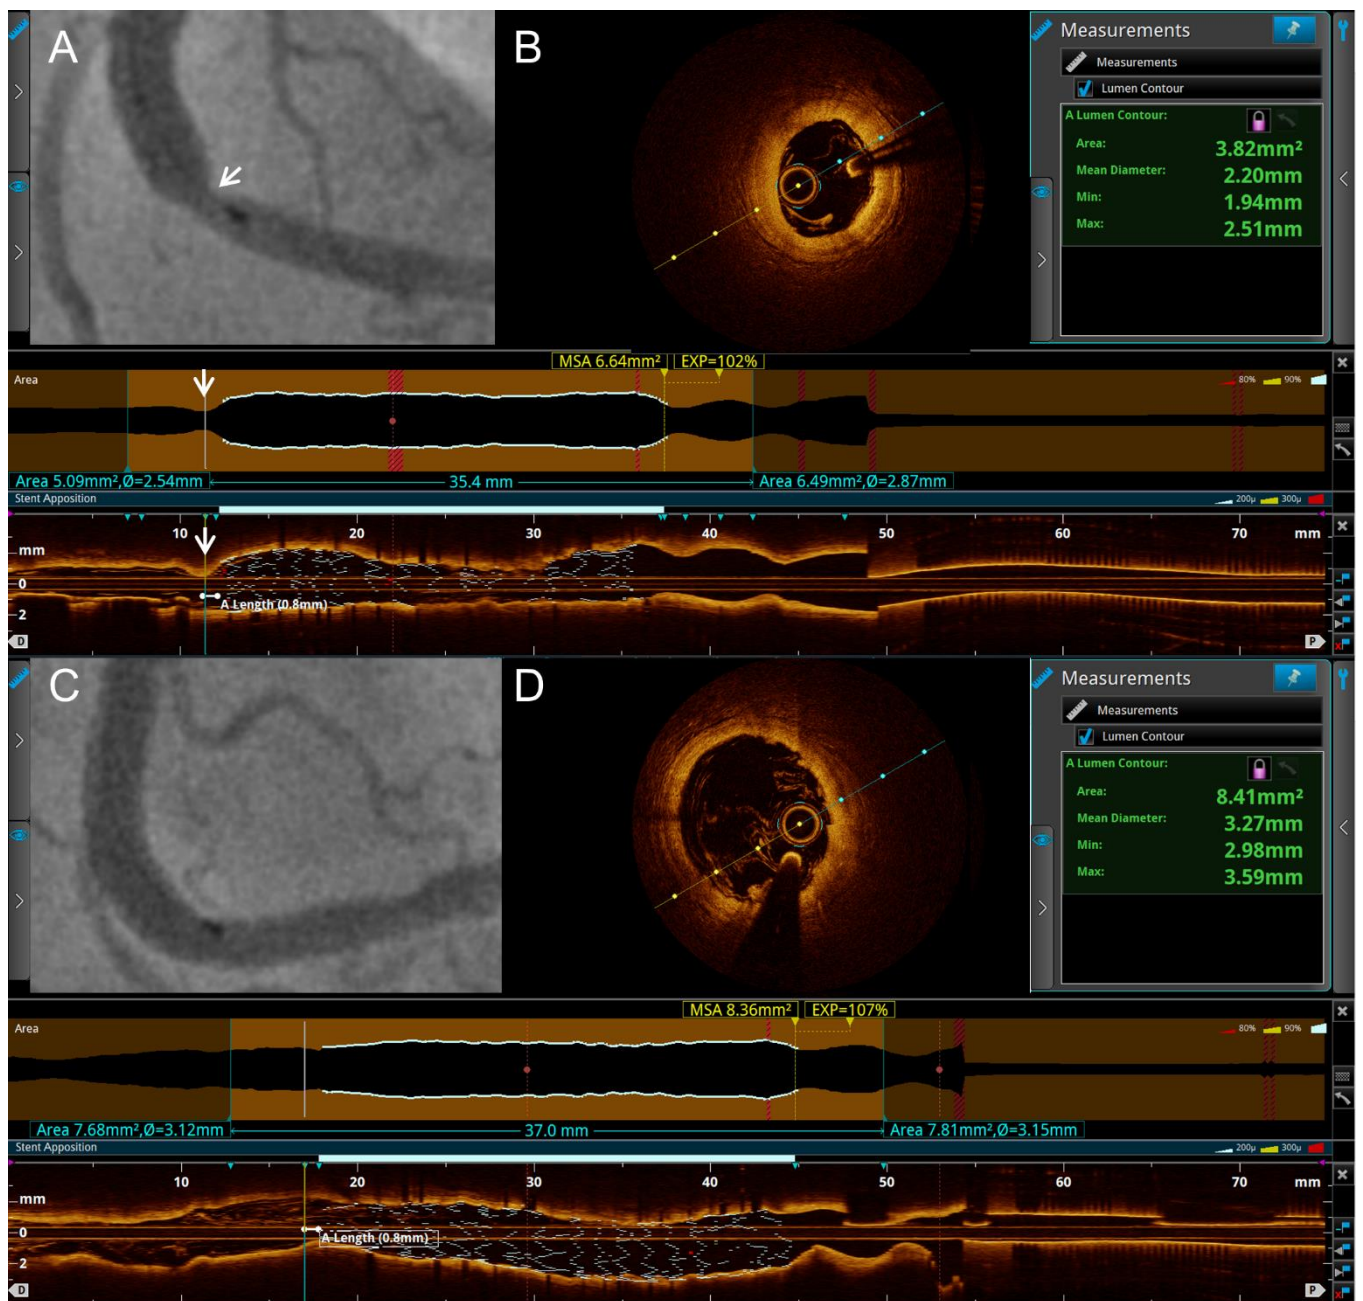 A
B
Measurements
Measurements
Lumen Contour
A Lumen Contour:
Area: 3.82mm²
Mean Diameter: 2.20mm
Min: 1.94mm
Max: 2.51mm
MSA 6.64mm² EXP=102%
Area 80% 90%
Area 5.09mm²,Ø=2.54mm 35.4 mm Area 6.49mm²,Ø=2.87mm
Stent Apposition 200µ 300µ
10 20 30 40 50 60 70 mm
mm
0
A Length (0.8mm)
2
D P
C
D
Measurements
Measurements
Lumen Contour
A Lumen Contour:
Area: 8.41mm²
Mean Diameter: 3.27mm
Min: 2.98mm
Max: 3.59mm
MSA 8.36mm² EXP=107%
Area 80% 90%
Area 7.68mm²,Ø=3.12mm 37.0 mm Area 7.81mm²,Ø=3.15mm
Stent Apposition 200µ 300µ
10 20 30 40 50 60 70 mm
mm
0
A Length (0.8mm)
2
D P